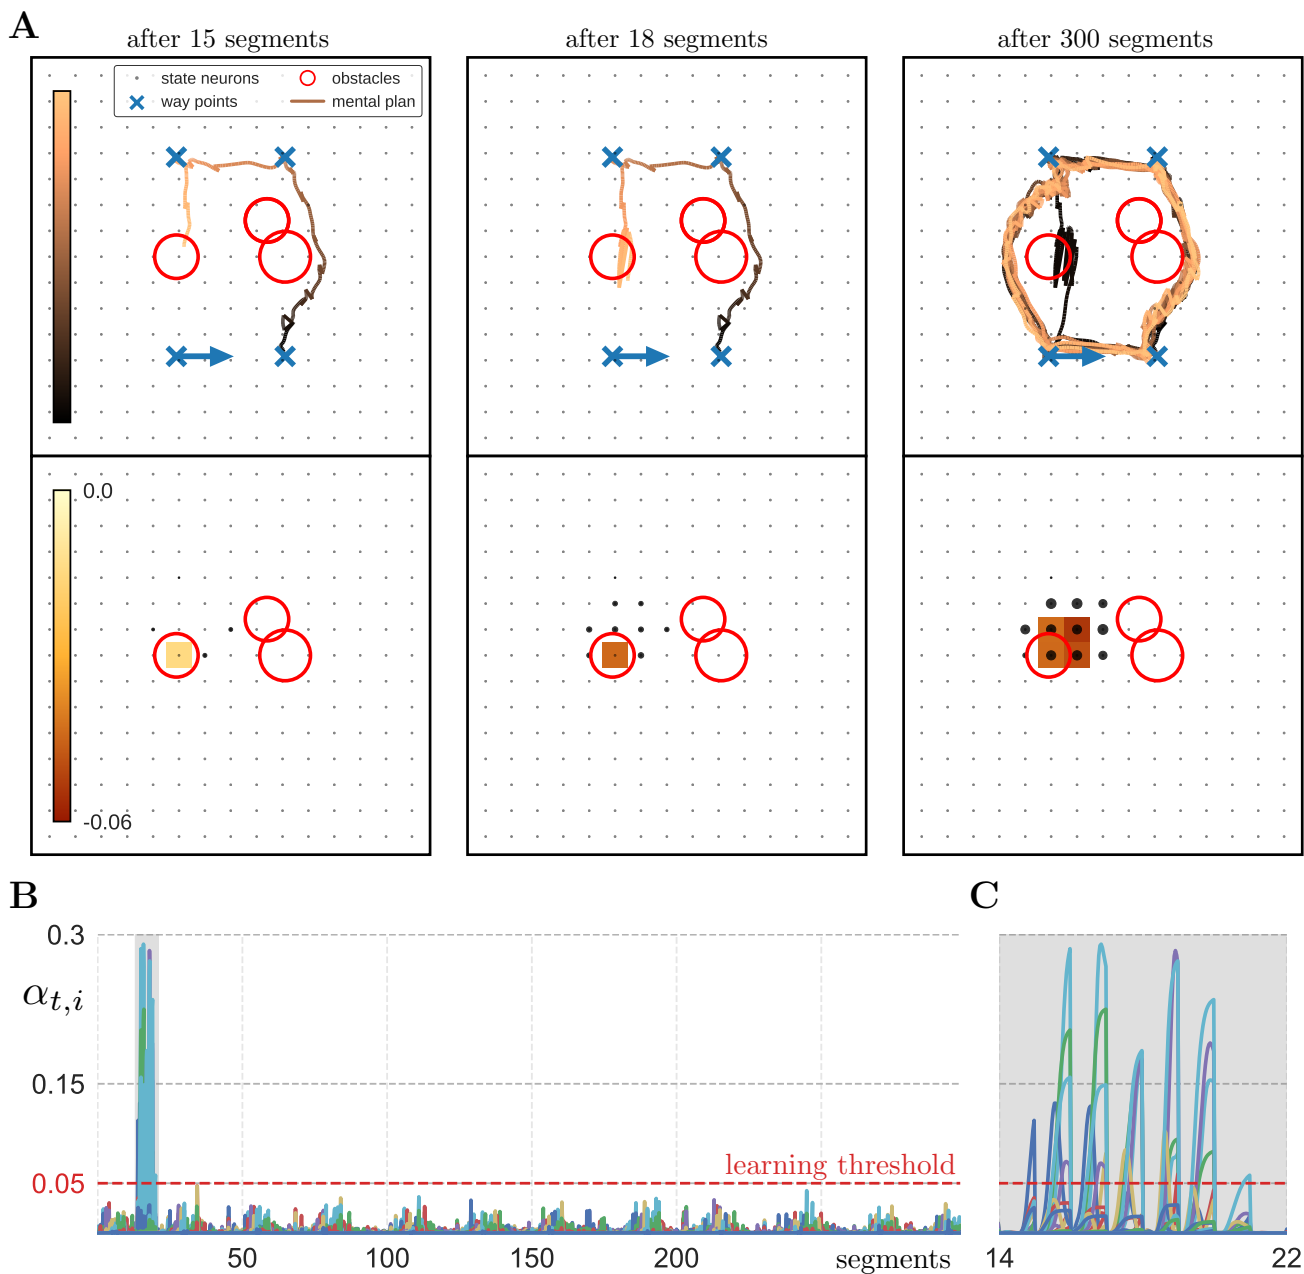 A
after 15 segments
after 18 segments
after 300 segments
state neurons
obstacles
way points
mental plan
0.0
-0.06
B
C
0.3
αt,i
0.15
learning threshold
0.05
50
100
150
200
segments
14
22